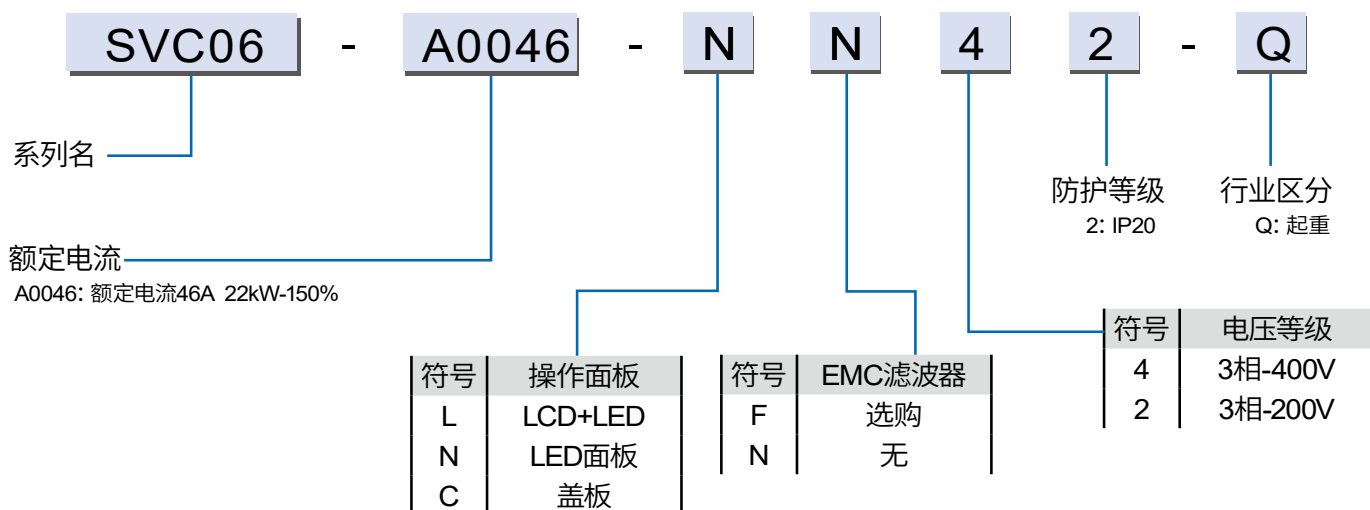 SVC06 - A0046 - N N 4 2 - Q
系列名
防护等级 行业区分
2: IP20 Q: 起重
额定电流
A0046: 额定电流46A 22kW-150%
符号 电压等级
4 3相-400V
2 3相-200V
符号 操作面板
L LCD+LED
N LED面板
C 盖板
符号 EMC滤波器
F 选购
N 无